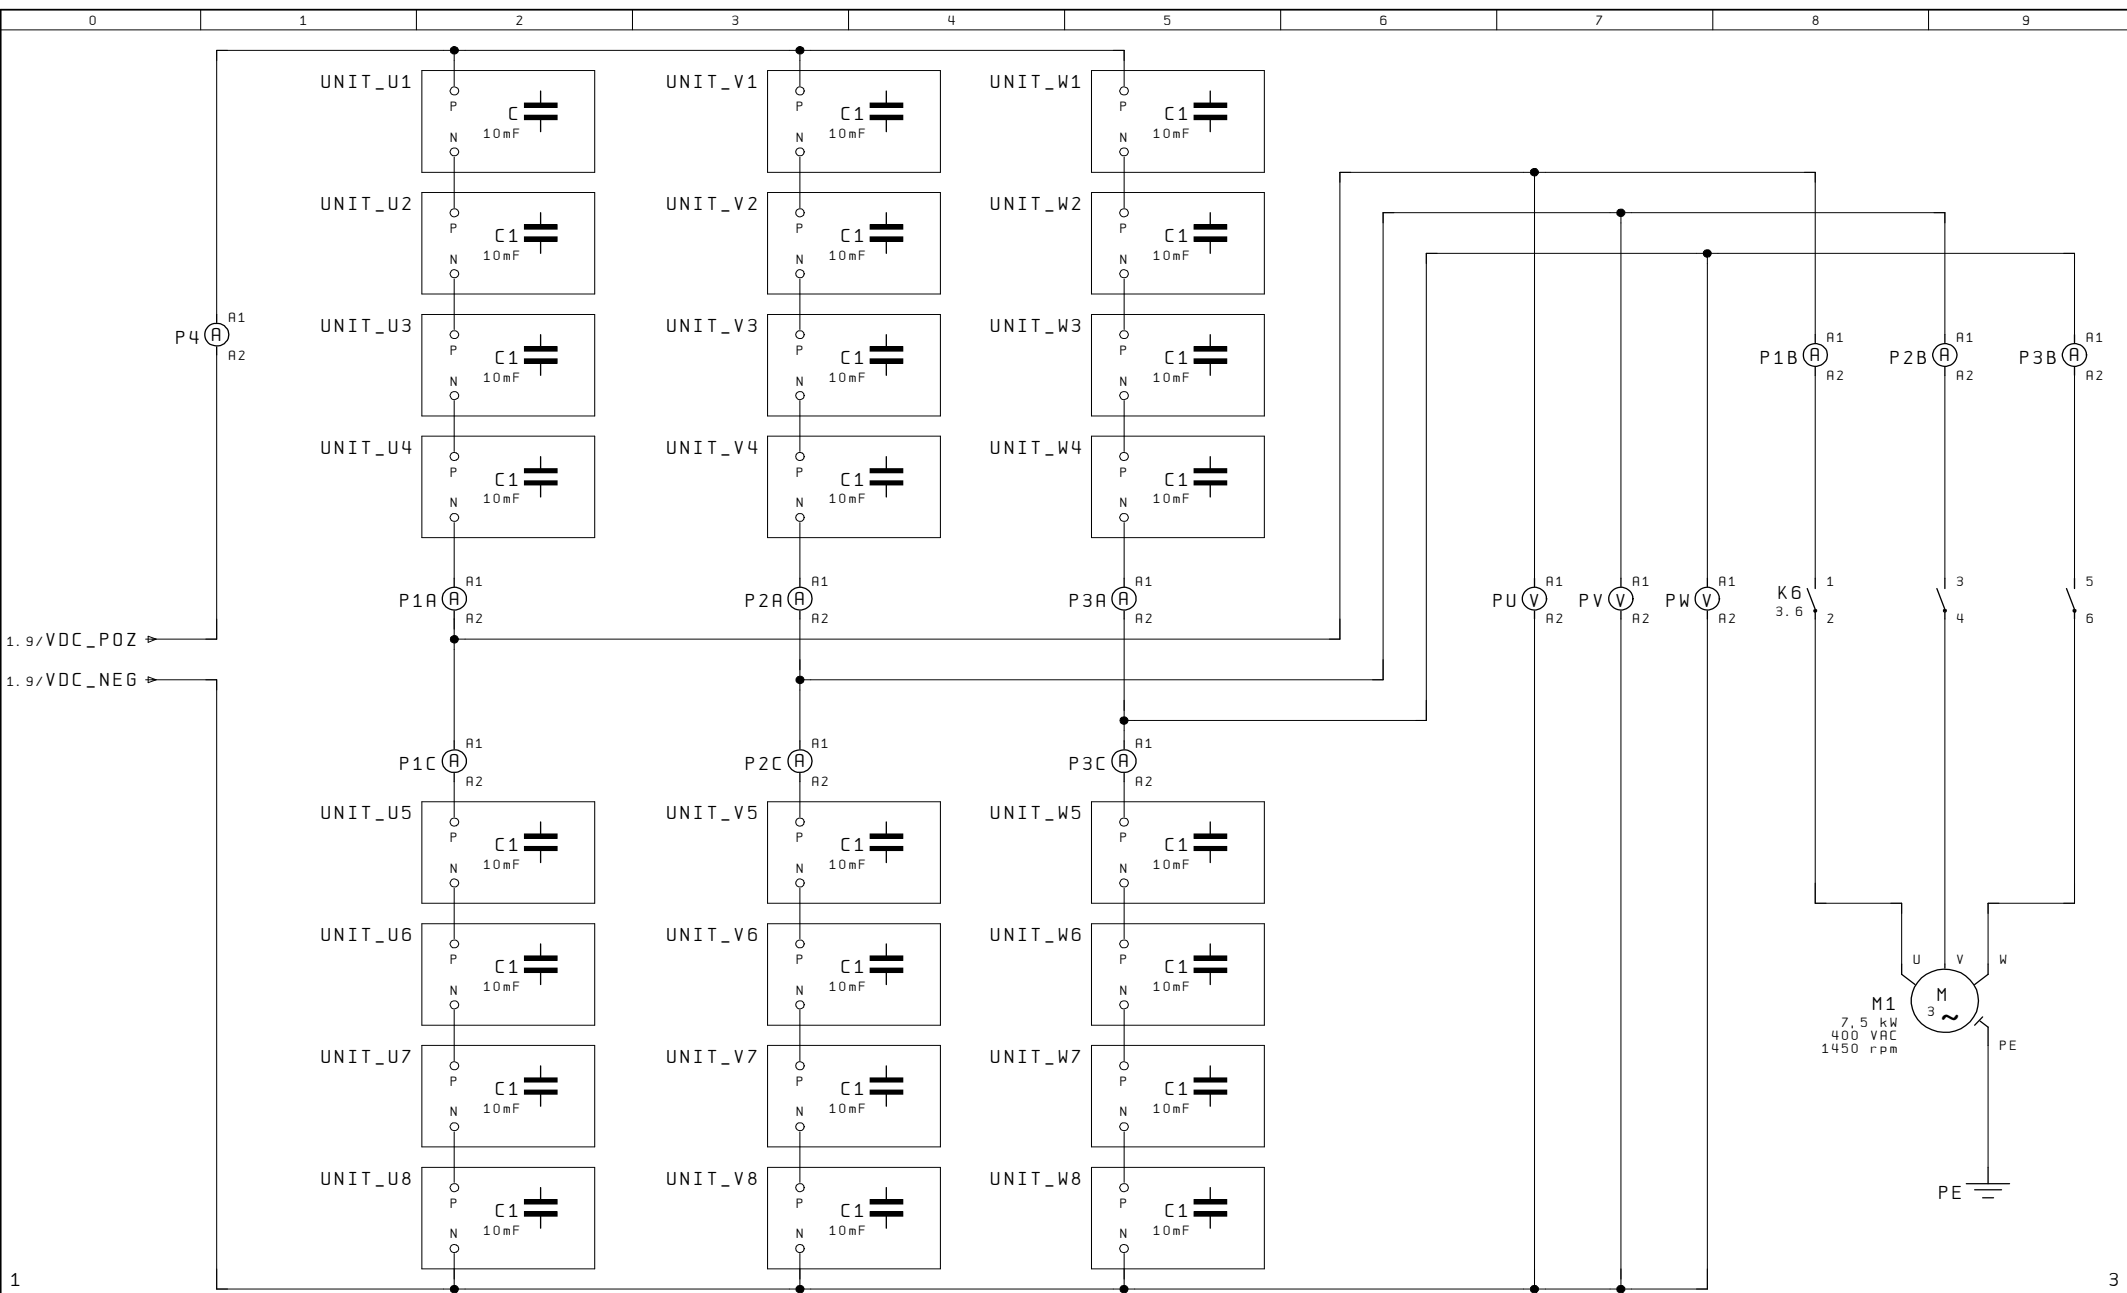 0 1 2 3 4 5 6 7 8 9
UNIT_U1 P N C 10mF
UNIT_V1 P N C1 10mF
UNIT_W1 P N C1 10mF
UNIT_U2 P N C1 10mF
UNIT_V2 P N C1 10mF
UNIT_W2 P N C1 10mF
P4 A A1 A2
UNIT_U3 P N C1 10mF
UNIT_V3 P N C1 10mF
UNIT_W3 P N C1 10mF
P1B A A1 A2
P2B A A1 A2
P3B A A1 A2
UNIT_U4 P N C1 10mF
UNIT_V4 P N C1 10mF
UNIT_W4 P N C1 10mF
P1A A A1 A2
P2A A A1 A2
P3A A A1 A2
PU V A1 A2
PV V A1 A2
PW V A1 A2
K6 3.6 1 2
3 4
5 6
1.9/VDC_POZ
1.9/VDC_NEG
P1C A A1 A2
P2C A A1 A2
P3C A A1 A2
UNIT_U5 P N C1 10mF
UNIT_V5 P N C1 10mF
UNIT_W5 P N C1 10mF
UNIT_U6 P N C1 10mF
UNIT_V6 P N C1 10mF
UNIT_W6 P N C1 10mF
U V W
M1 M 3 ~
7,5 kW
400 VAC
1450 rpm
PE
UNIT_U7 P N C1 10mF
UNIT_V7 P N C1 10mF
UNIT_W7 P N C1 10mF
UNIT_U8 P N C1 10mF
UNIT_V8 P N C1 10mF
UNIT_W8 P N C1 10mF
PE
1 3